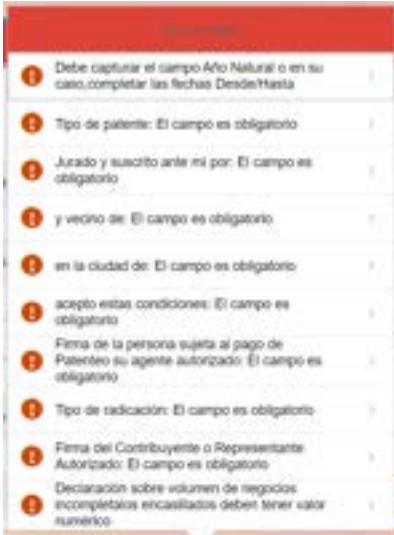 Debe capturar el campo Año Natural o en su
caso,completar las fechas Desde/Hasta
Tipo de patente: El campo es obligatorio
Jurado y suscrito ante mi por: El campo es
obligatorio
y vecino de: El campo es obligatorio
en la ciudad de: El campo es obligatorio
acepto estas condiciones: El campo es
obligatorio
Firma de la persona sujeta al pago de
Patenteo su agente autorizado: El campo es
obligatorio
Tipo de radicación: El campo es obligatorio
Firma del Contribuyente o Representante
Autorizado: El campo es obligatorio
Declaración sobre volumen de negocios
incompletalos encasillados deben tener valor
numérico